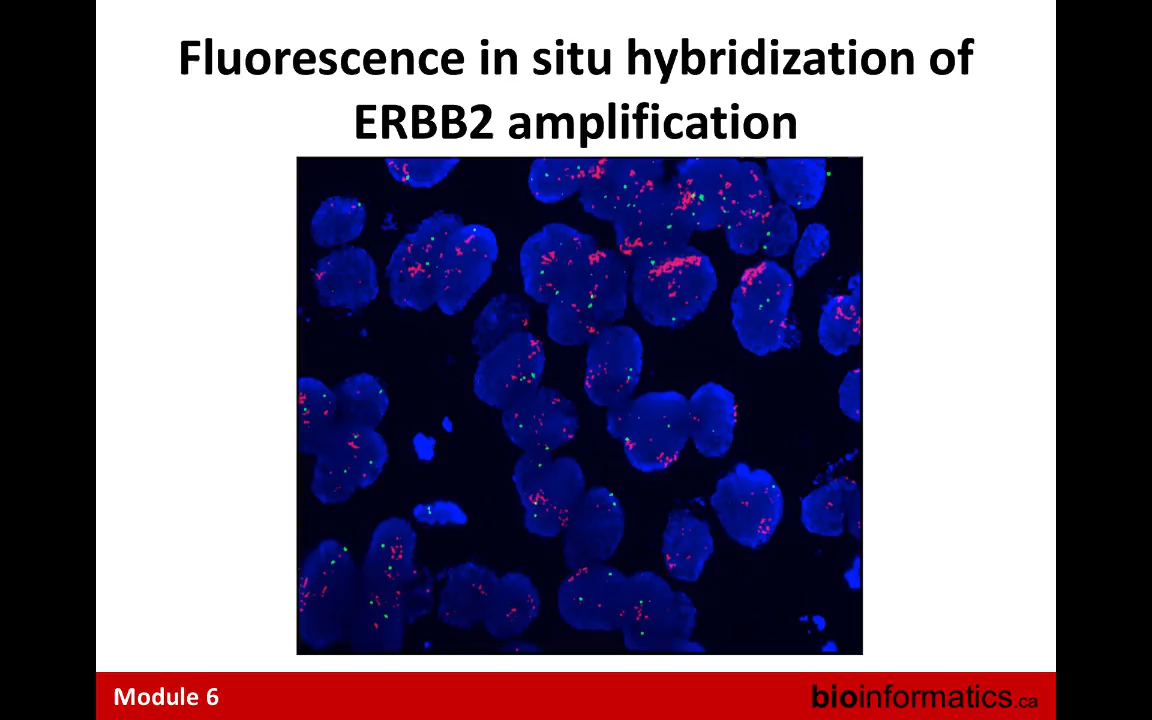 Fluorescence in situ hybridization of
ERBB2 amplification
Module 6
bioinformatics.ca